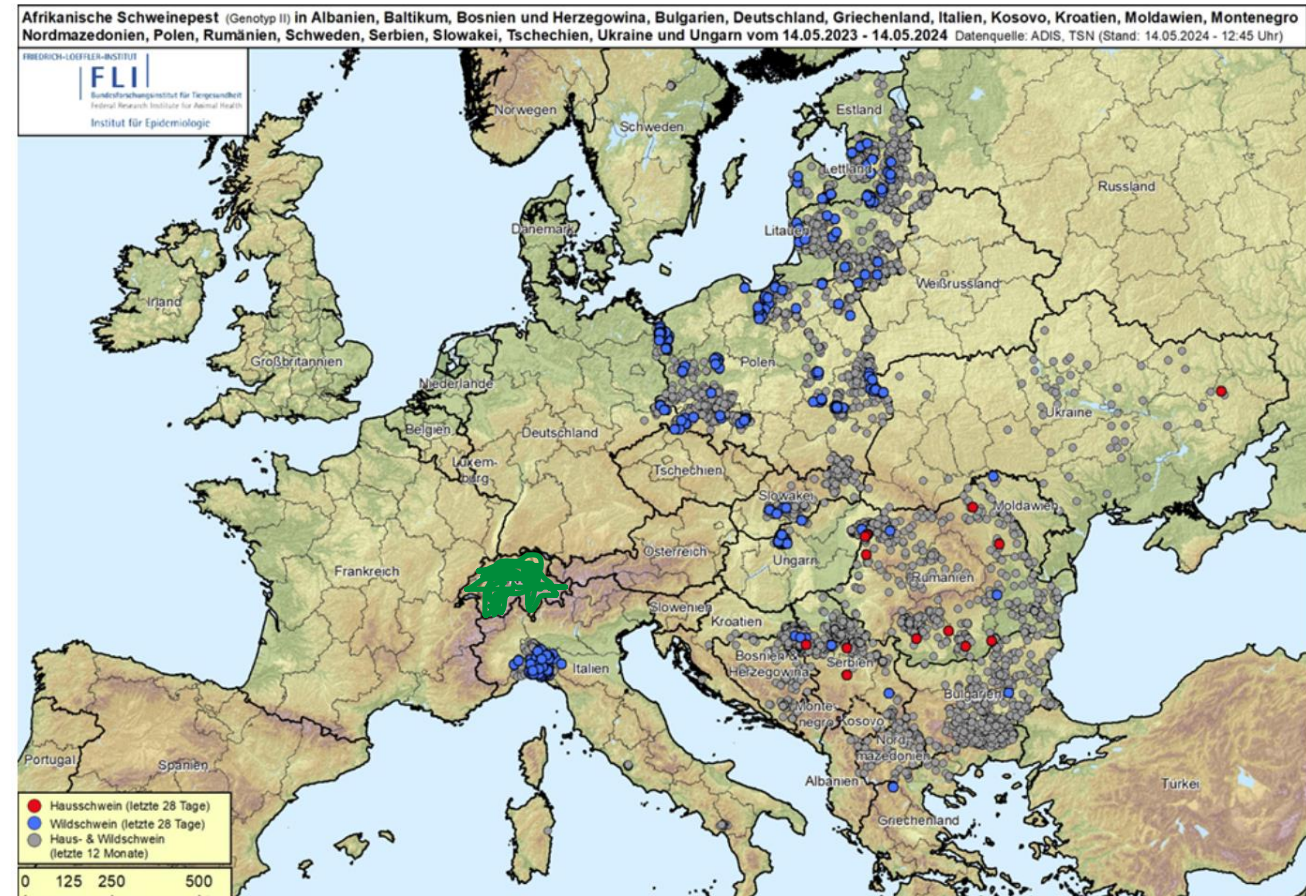 Afrikanische Schweinepest (Genotyp II) in Albanien, Baltikum, Bosnien und Herzegowina, Bulgarien, Deutschland, Griechenland, Italien, Kosovo, Kroatien, Moldawien, Montenegro
Nordmazedonien, Polen, Rumänien, Schweden, Serbien, Slowakei, Tschechien, Ukraine und Ungarn vom 14.05.2023 - 14.05.2024 Datenquelle: ADIS, TSN (Stand: 14.05.2024 - 12:45 Uhr)
FRIEDRICH-LOEFFLER-INSTITUT
FLI
Bundesforschungsinstitut für Tiergesundheit
Federal Research Institute for Animal Health
Institut für Epidemiologie
Norwegen
Schweden
Estland
Lettland
Russland
Dänemark
Litauen
Irland
Weißrussland
Großbritannien
Niederlande
Polen
Ukraine
Belgien
Deutschland
Luxem-
burg
Tschechien
Slowakei
Moldawien
Frankreich
Österreich
Ungarn
Rumänien
Slowenien
Kroatien
Italien
Bosnien &
Herzegowina
Serbien
Monte-
negro
Kosovo
Bulgarien
Nord-
mazedonien
Portugal
Spanien
Albanien
Türkei
Griechenland
Hausschwein (letzte 28 Tage)
Wildschwein (letzte 28 Tage)
Haus- & Wildschwein
(letzte 12 Monate)
0 125 250 500